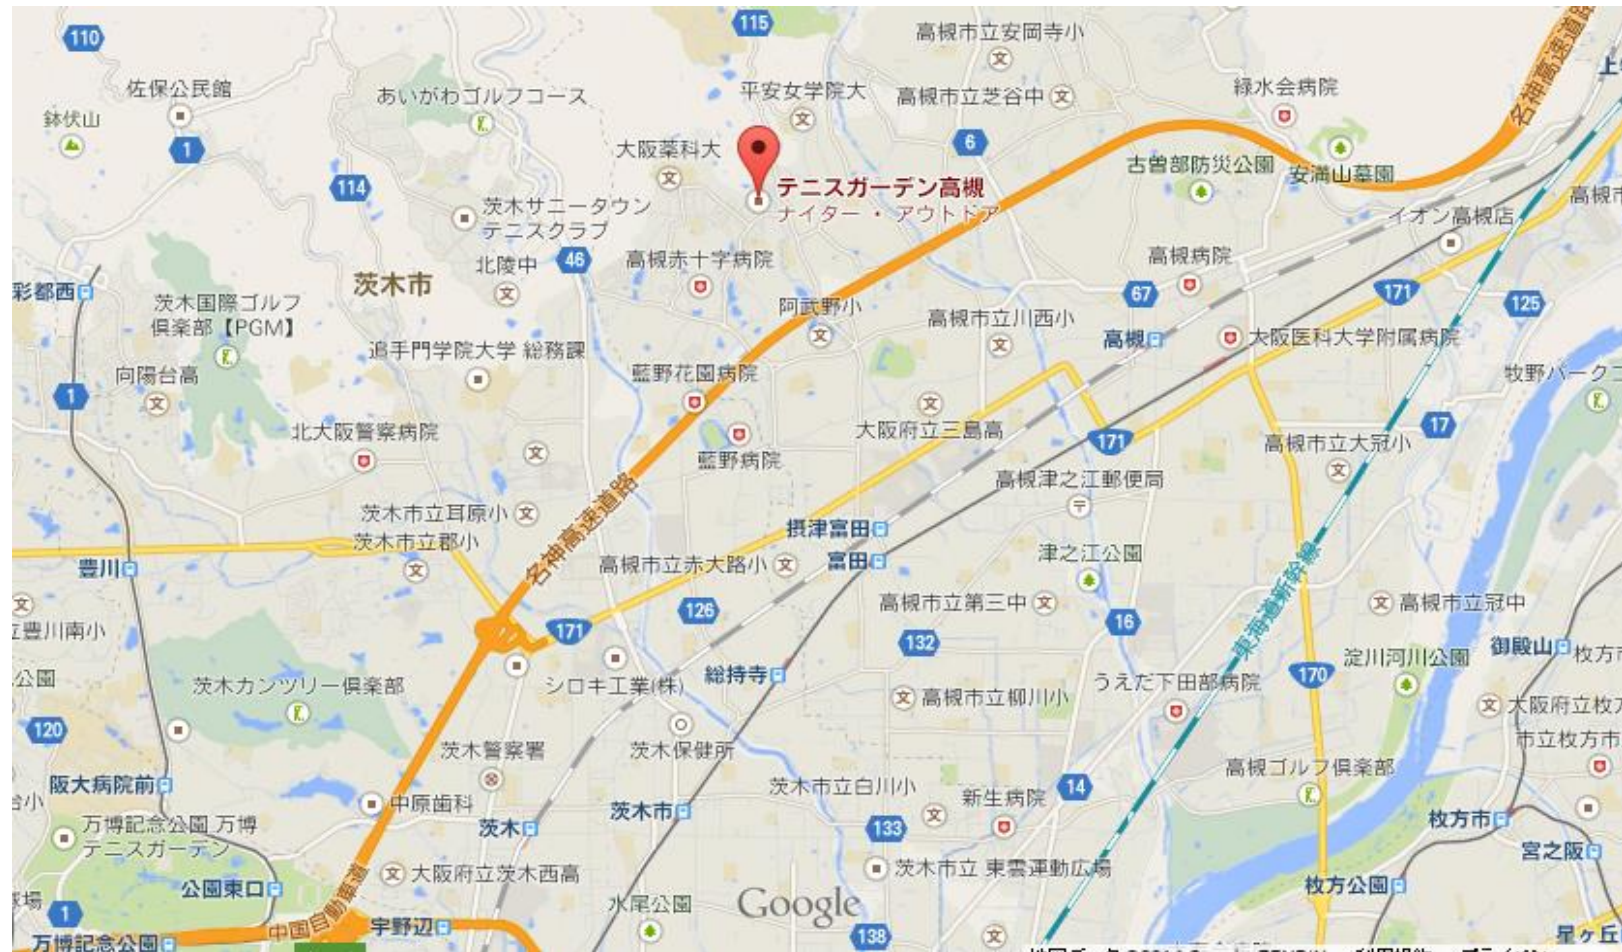 110
115
高槻市立安岡寺小
名神高速道路
佐保公民館
あいがわゴルフコース
平安女学院大
高槻市立芝谷中
緑水会病院
鉢伏山
1
大阪薬科大
6
114
古曽部防災公園
安満山墓園
テニスガーデン高槻
ナイター ・ アウトドア
茨木サニータウン
テニスクラブ
イオン高槻店
高槻市
北陵中
46
高槻赤十字病院
高槻病院
茨木市
彩都西
茨木国際ゴルフ
倶楽部【PGM】
阿武野小
高槻市立川西小
67
171
125
追手門学院大学 総務課
高槻
大阪医科大学附属病院
向陽台高
藍野花園病院
1
北大阪警察病院
藍野病院
大阪府立三島高
171
高槻市立大冠小
17
高槻津之江郵便局
茨木市立耳原小
茨木市立郡小
名神高速道路
摂津富田
豊川
高槻市立赤大路小
富田
津之江公園
東海道新幹線
126
高槻市立第三中
高槻市立冠中
171
132
16
立豊川南小
御殿山
枚方市
公園
茨木カンツリー倶楽部
シロキ工業(株)
総持寺
高槻市立柳川小
うえだ下田部病院
170
淀川河川公園
大阪府立枚方
120
茨木警察署
茨木保健所
市立枚方市
阪大病院前
中原歯科
茨木市立白川小
新生病院
14
高槻ゴルフ倶楽部
万博記念公園 万博
テニスガーデン
茨木
茨木市
133
枚方市
宮之阪
公園東口
大阪府立茨木西高
茨木市立 東雲運動広場
枚方公園
1
中国自動車道
宇野辺
水尾公園
Google
138
星ヶ丘
万博記念公園